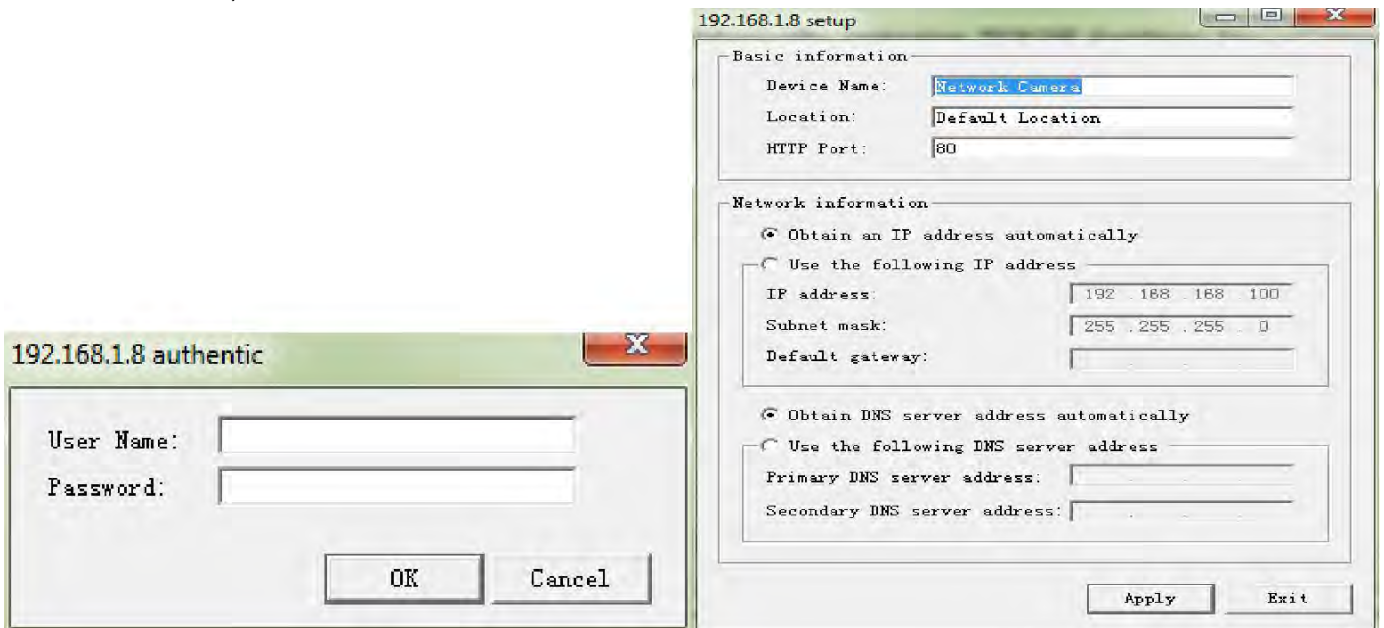 192.168.1.8 authentic
User Name:
Password:
OK Cancel
192.168.1.8 setup
Basic information
Device Name: Network Camera
Location: Default Location
HTTP Port: 80
Network information
Obtain an IP address automatically
Use the following IP address
IP address: 192 . 168 . 168 . 100
Subnet mask: 255 . 255 . 255 . 0
Default gateway:
Obtain DNS server address automatically
Use the following DNS server address
Primary DNS server address:
Secondary DNS server address:
Apply Exit